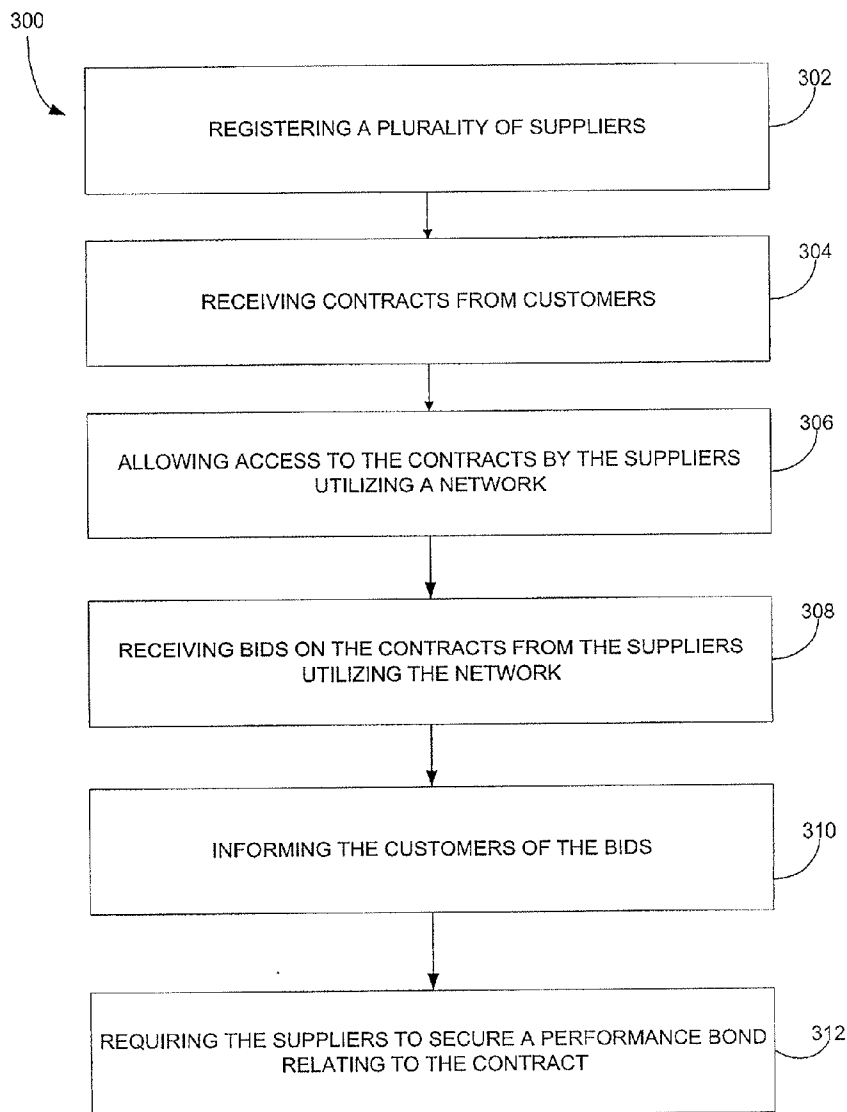 300
302
REGISTERING A PLURALITY OF SUPPLIERS
304
RECEIVING CONTRACTS FROM CUSTOMERS
306
ALLOWING ACCESS TO THE CONTRACTS BY THE SUPPLIERS
UTILIZING A NETWORK
308
RECEIVING BIDS ON THE CONTRACTS FROM THE SUPPLIERS
UTILIZING THE NETWORK
310
INFORMING THE CUSTOMERS OF THE BIDS
312
REQUIRING THE SUPPLIERS TO SECURE A PERFORMANCE BOND
RELATING TO THE CONTRACT